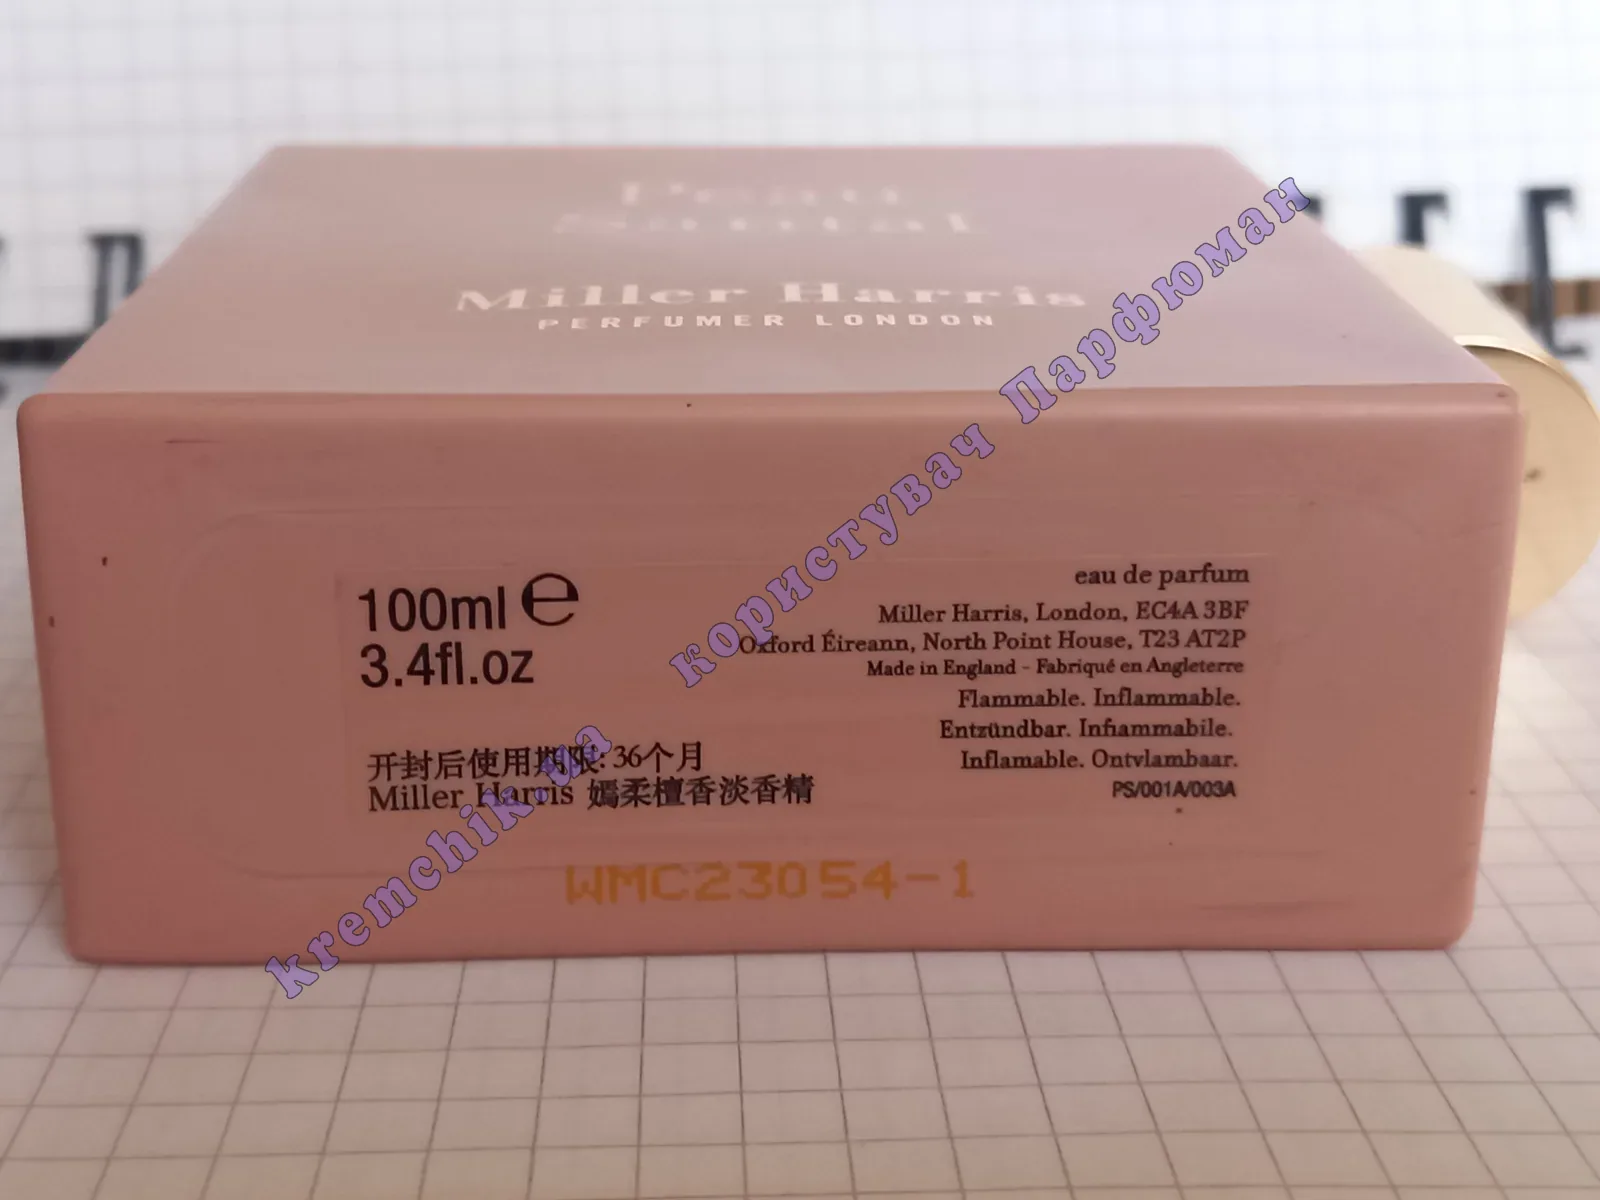 Peau
Santal
Miller Harris
PERFUMER LONDON
100ml e
3.4fl.oz
eau de parfum
Miller Harris, London, EC4A 3BF
Oxford Éireann, North Point House, T23 AT2P
Made in England - Fabriqué en Angleterre
Flammable. Inflammable.
Entzündbar. Infiammabile.
Inflamable. Ontvlambaar.
PS/001A/003A
开封后使用期限: 36个月
Miller Harris 嫣柔檀香淡香精
WMC23054-1
kremchik.ua користувач Парфюман